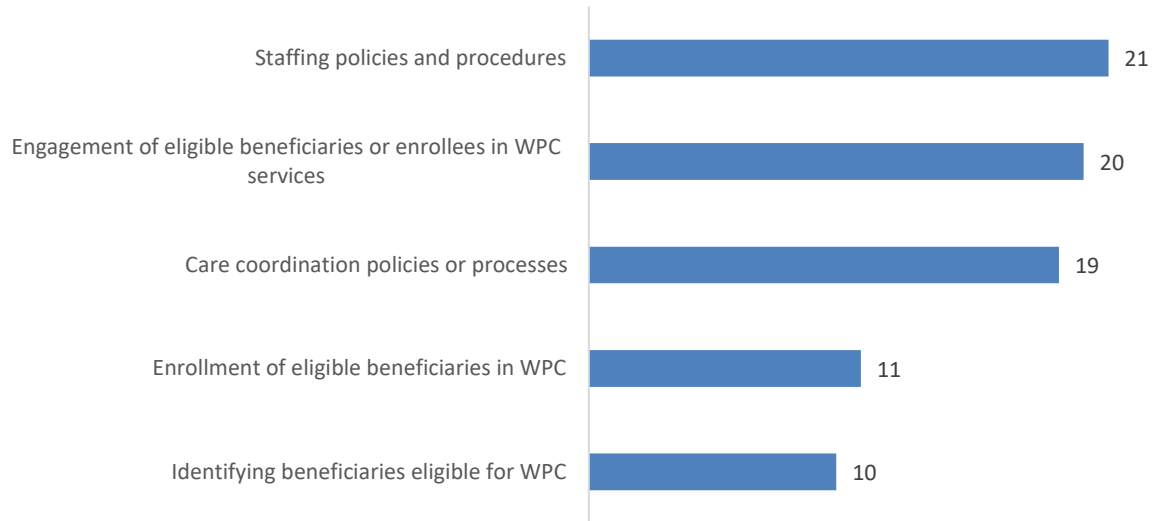 Staffing policies and procedures
21
Engagement of eligible beneficiaries or enrollees in WPC
services
20
Care coordination policies or processes
19
Enrollment of eligible beneficiaries in WPC
11
Identifying beneficiaries eligible for WPC
10